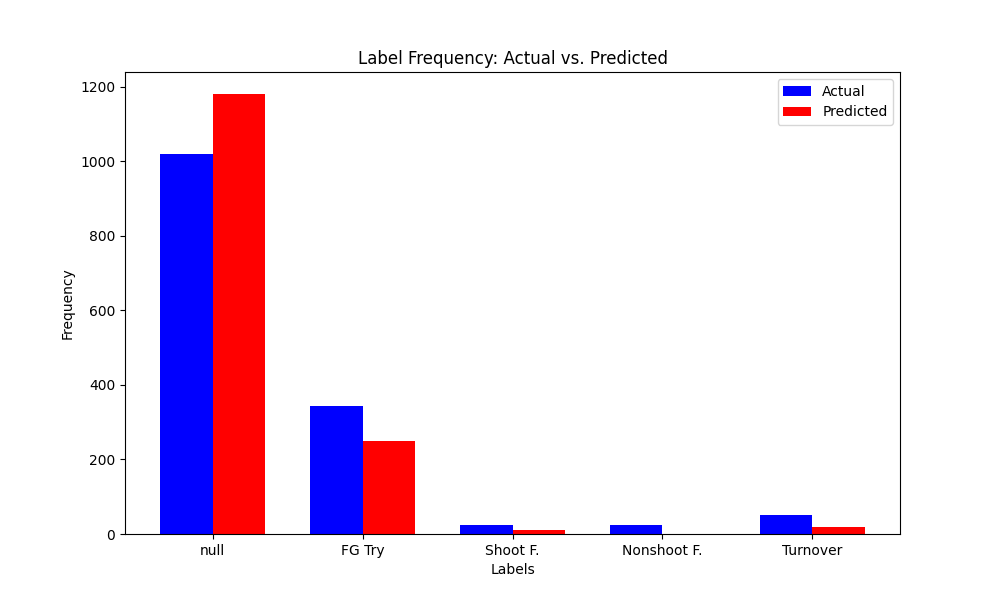 Label Frequency: Actual vs. Predicted
Actual
Predicted
1200
1000
800
600
400
200
0
Frequency
null FG Try Shoot F. Nonshoot F. Turnover
Labels